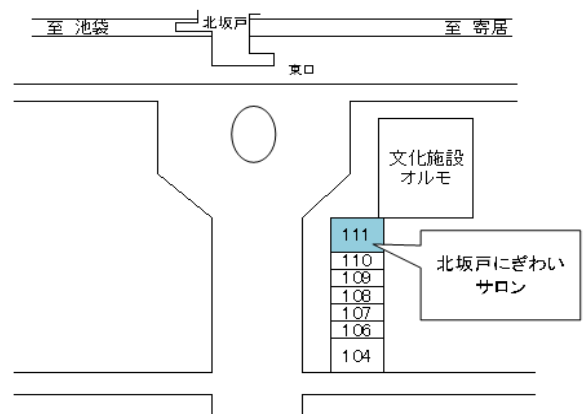 至 池袋
北坂戸
至 寄居
東口
文化施設
オルモ
111
110
109
108
107
106
104
北坂戸にぎわい
サロン